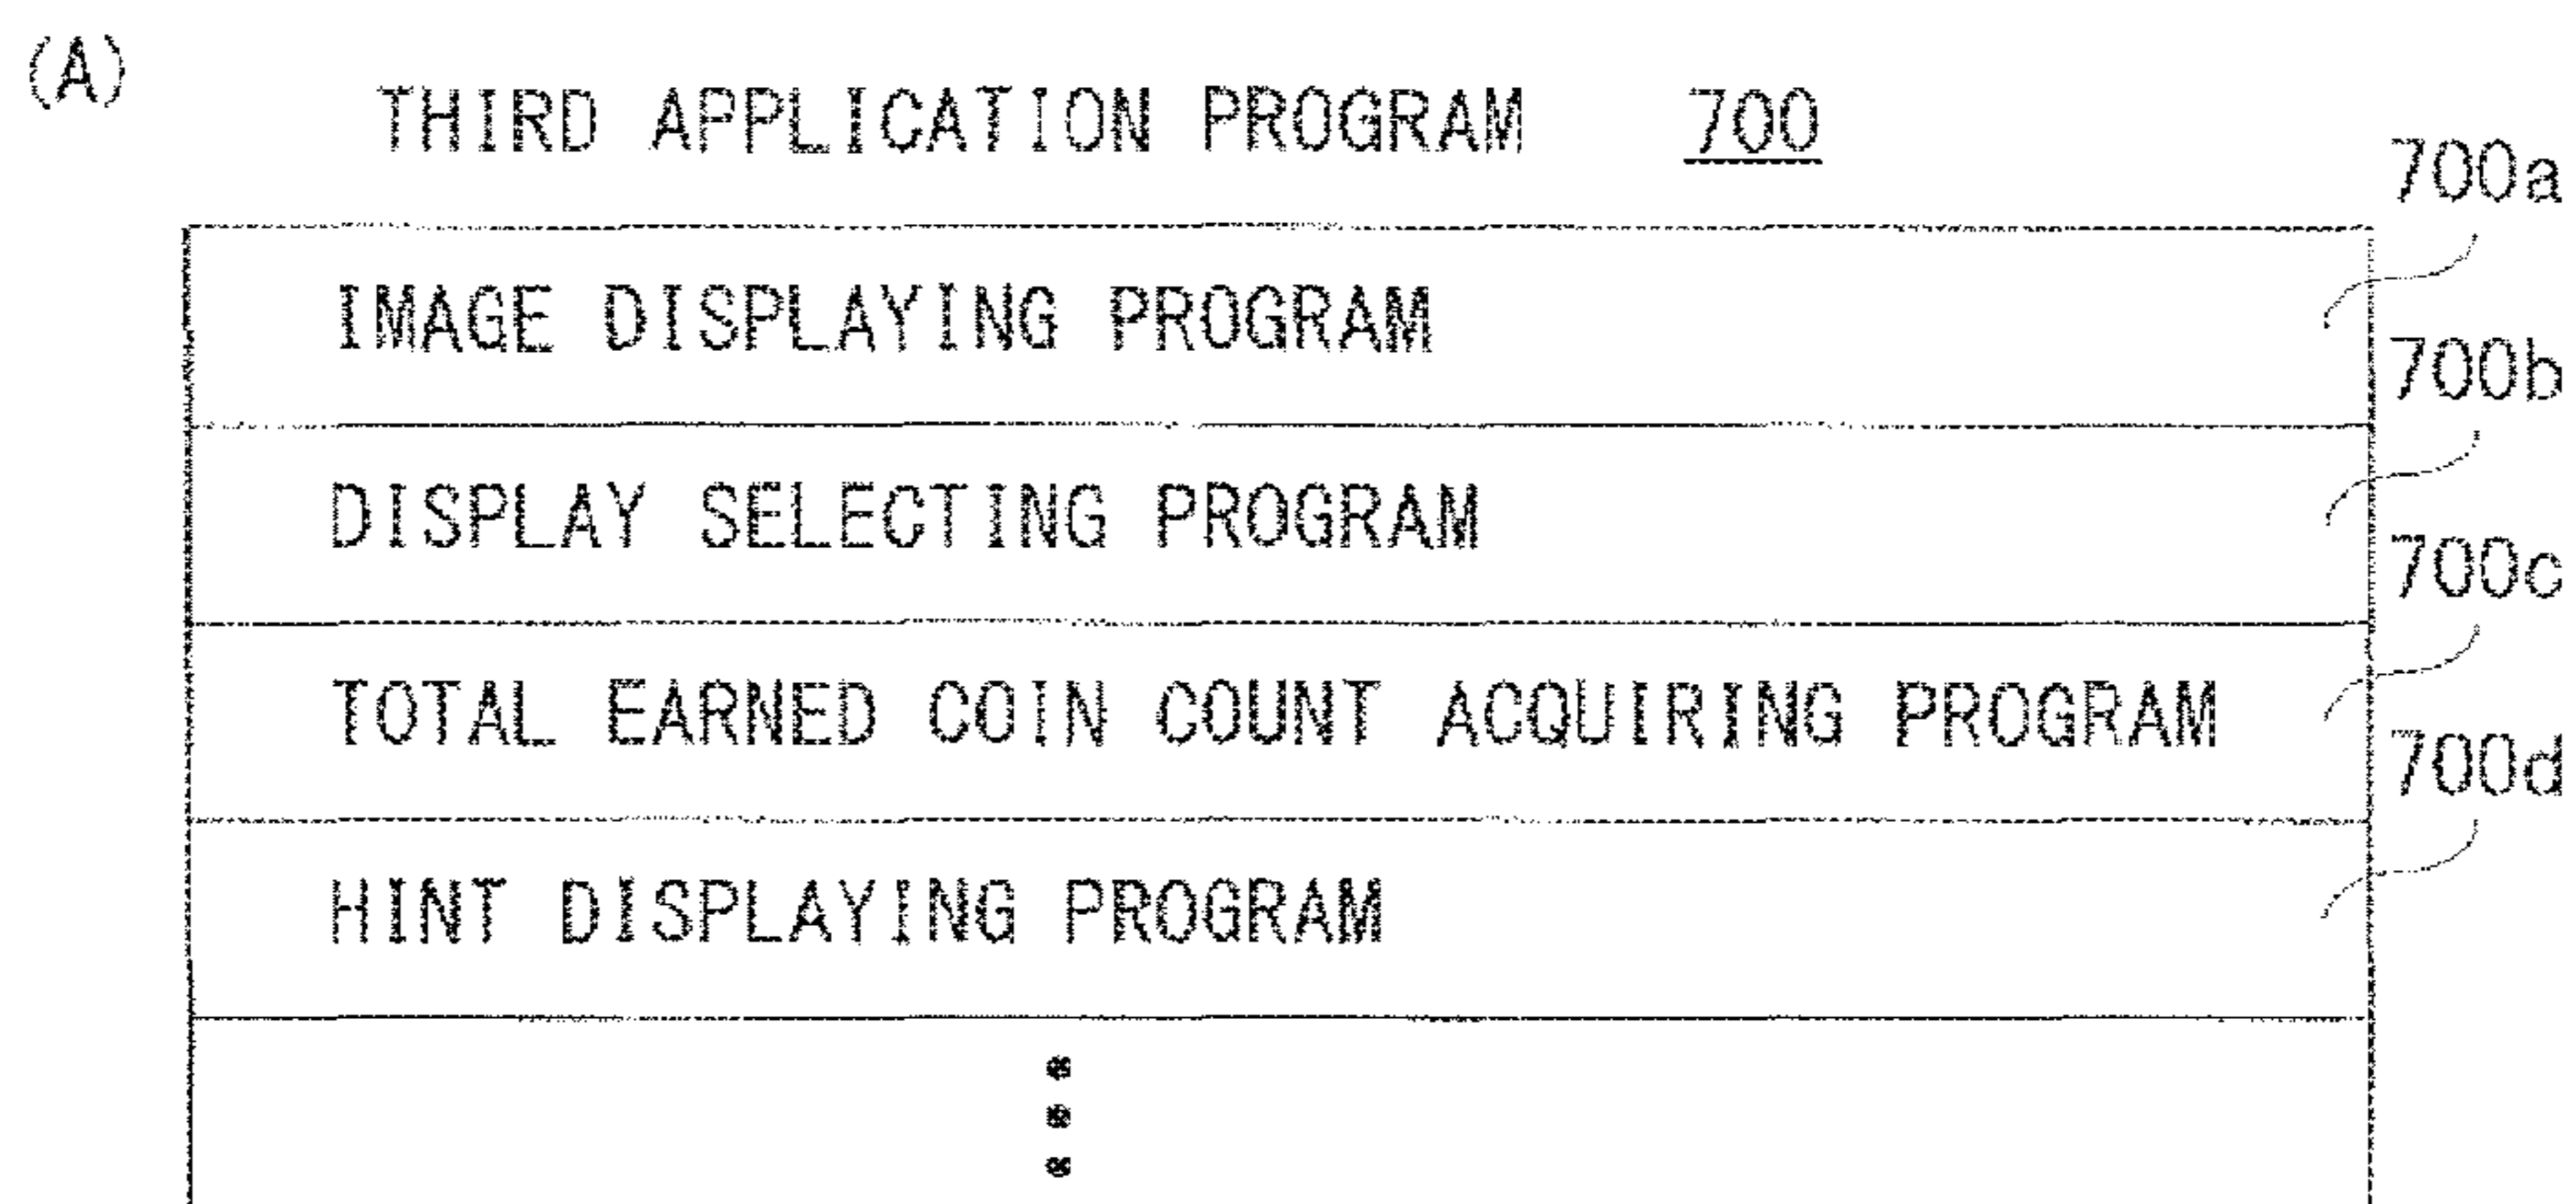 (A)
THIRD APPLICATION PROGRAM 700
700a
IMAGE DISPLAYING PROGRAM
700b
DISPLAY SELECTING PROGRAM
700c
TOTAL EARNED COIN COUNT ACQUIRING PROGRAM
700d
HINT DISPLAYING PROGRAM